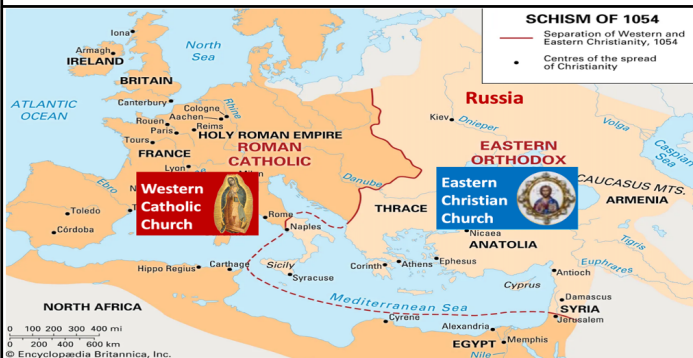 SCHISM OF 1054
Separation of Western and
Eastern Christianity, 1054
Centres of the spread
of Christianity
Iona
Armagh
IRELAND
North
Sea
BRITAIN
ATLANTIC
OCEAN
Canterbury
Cologne
Aachen
Rhine
Rouen
Reims
Paris
Tours
HOLY ROMAN EMPIRE
ROMAN
CATHOLIC
FRANCE
Lyon
Milan
Russia
Kiev
Dnieper
Volga
Caspian
Sea
EASTERN
ORTHODOX
Western
Catholic
Church
Eastern
Christian
Church
Danube
CAUCASUS MTS.
ARMENIA
THRACE
Ebro
Toledo
Córdoba
Rome
Naples
Nicaea
ANATOLIA
Tigris
Euphrates
Hippo Regius
Carthage
Sicily
Syracuse
Corinth
Athens
Ephesus
Antioch
Cyprus
Damascus
SYRIA
Jerusalem
NORTH AFRICA
Mediterranean Sea
Cyrene
Alexandria
EGYPT
Memphis
Nile
0 100 200 300 400 mi
0 200 400 600 km
© Encyclopædia Britannica, Inc.